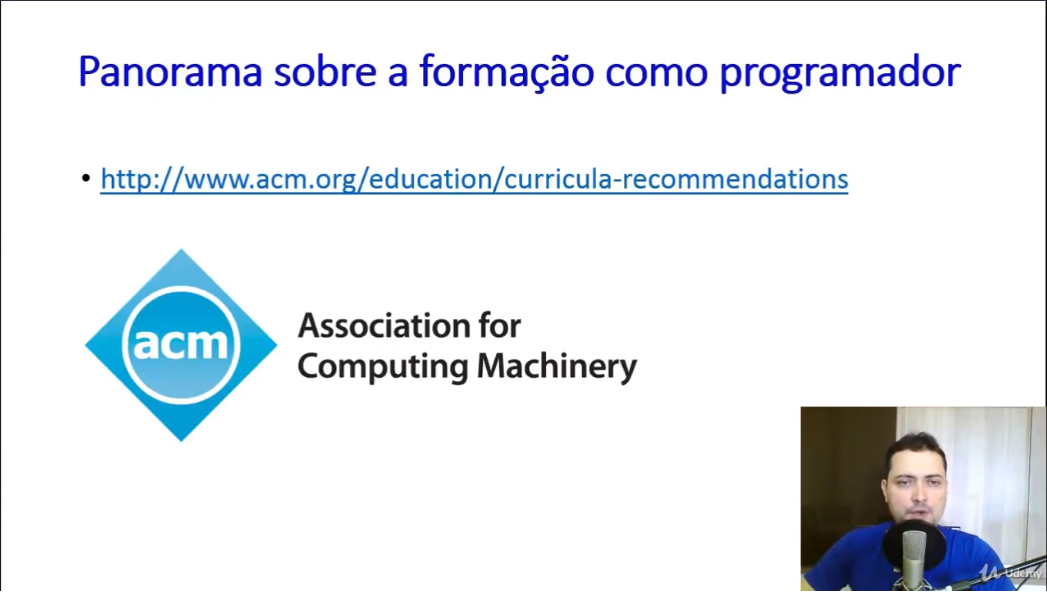 Panorama sobre a formação como programador
• http://www.acm.org/education/curricula-recommendations
acm
Association for
Computing Machinery
Udemy